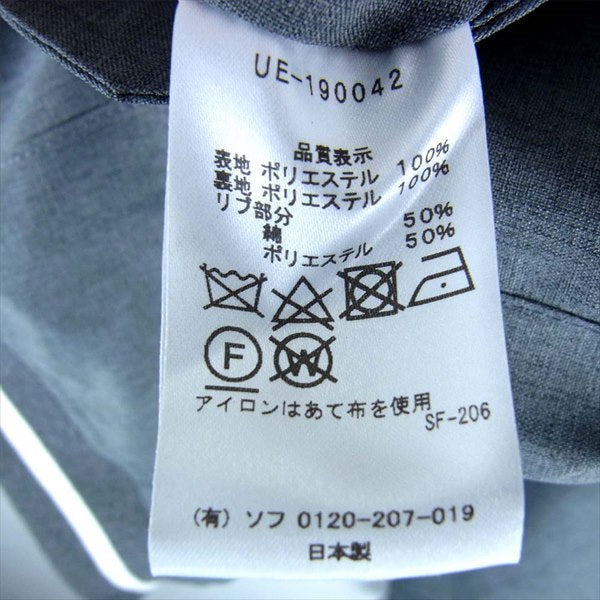 UE-190042
品質表示
表地 ポリエステル 100%
裏地 ポリエステル 100%
リブ部分
綿 50%
ポリエステル 50%
F W
アイロンはあて布を使用
SF-206
(有) ソフ 0120-207-019
日本製